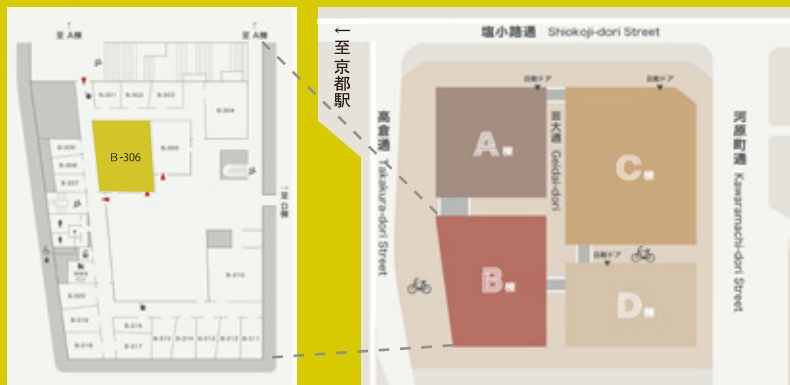 ↑
至 A棟
↑
至 A棟
B-301
B-302
B-303
B-304
B-305
B-306
B-307
↑至 D棟
B-310
B-320
B-319
B-318
B-317
B-316
B-315
B-314
B-313
B-312
B-311
←至京都駅
塩小路通 Shiokoji-dori Street
高倉通 Takakura-dori Street
自動ドア
自動ドア
芸大通 Geidai-dori
A棟
C棟
河原町通 Kawaramachi-dori Street
自動ドア
B棟
D棟